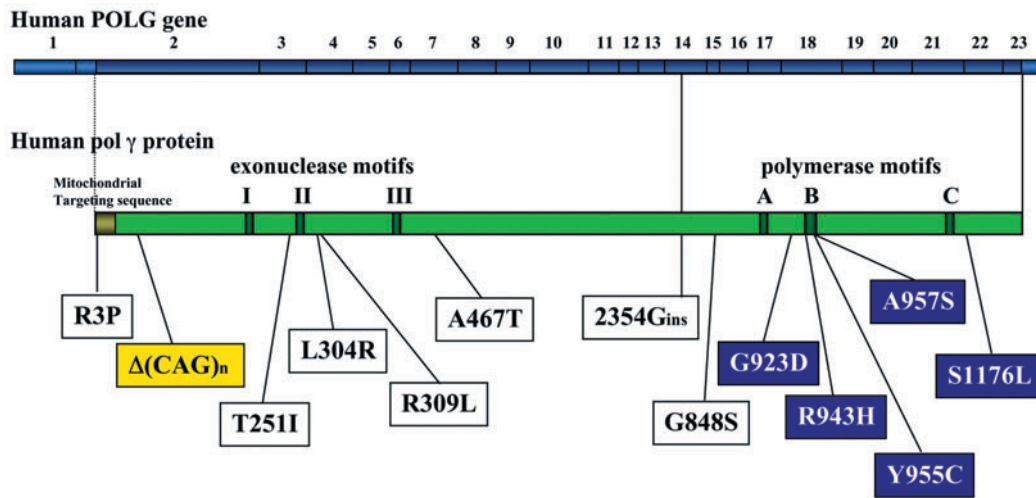 Human POLG gene
1 2 3 4 5 6 7 8 9 10 11 12 13 14 15 16 17 18 19 20 21 22 23
Human pol γ protein
exonuclease motifs
polymerase motifs
Mitochondrial
Targeting sequence
I II III A B C
R3P
Δ(CAG)n
T251I
L304R
R309L
A467T
2354Gins
G848S
G923D
R943H
A957S
Y955C
S1176L